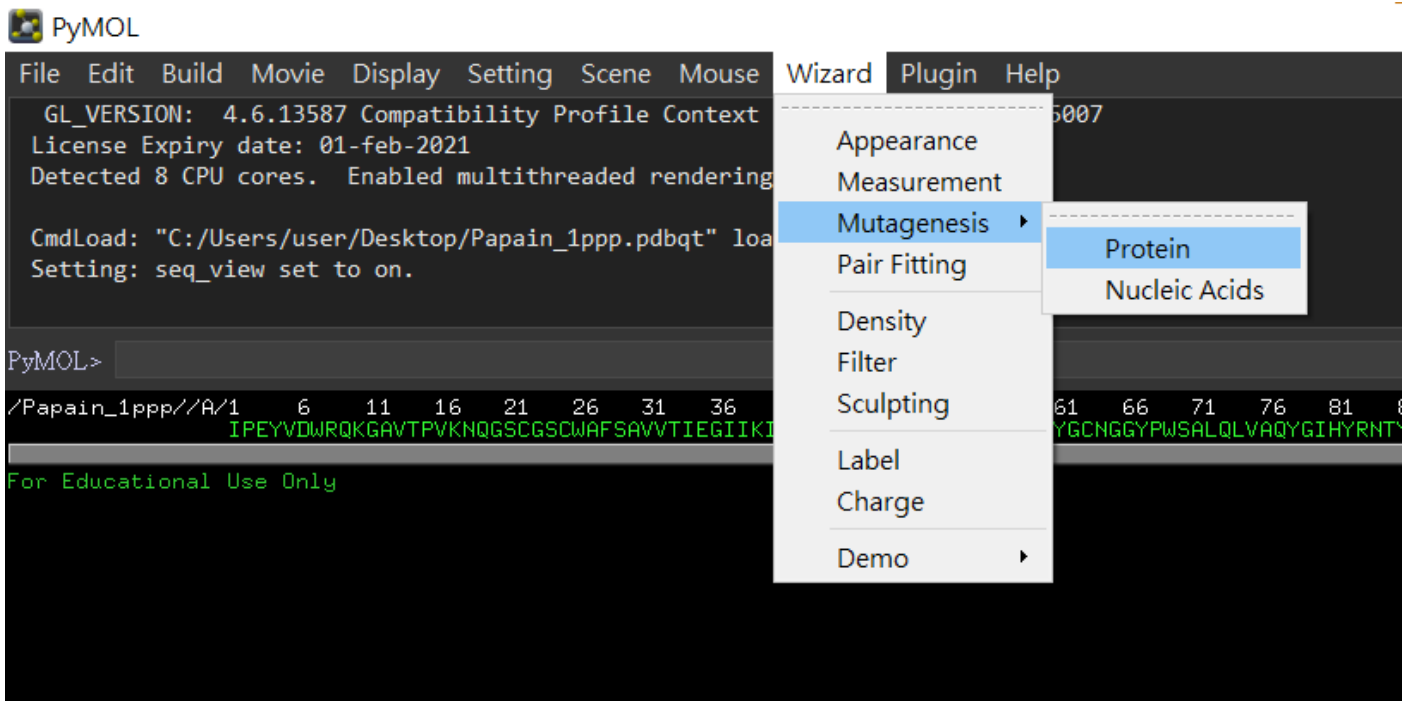 PyMOL
File Edit Build Movie Display Setting Scene Mouse Wizard Plugin Help
GL_VERSION: 4.6.13587 Compatibility Profile Context 5007
License Expiry date: 01-feb-2021
Detected 8 CPU cores. Enabled multithreaded rendering
CmdLoad: "C:/Users/user/Desktop/Papain_1ppp.pdbqt" loa
Setting: seq_view set to on.
Appearance
Measurement
Mutagenesis
Pair Fitting
Density
Filter
Sculpting
Label
Charge
Demo
Protein
Nucleic Acids
PyMOL>
/Papain_1ppp//A/1 6 11 16 21 26 31 36 61 66 71 76 81
IPEYVDWRQKGAVTPVKNQGSCGSCWAFSAVVTIEGIIKI YGCNGGYPWSALQLVAQYGIHYRNTY
For Educational Use Only